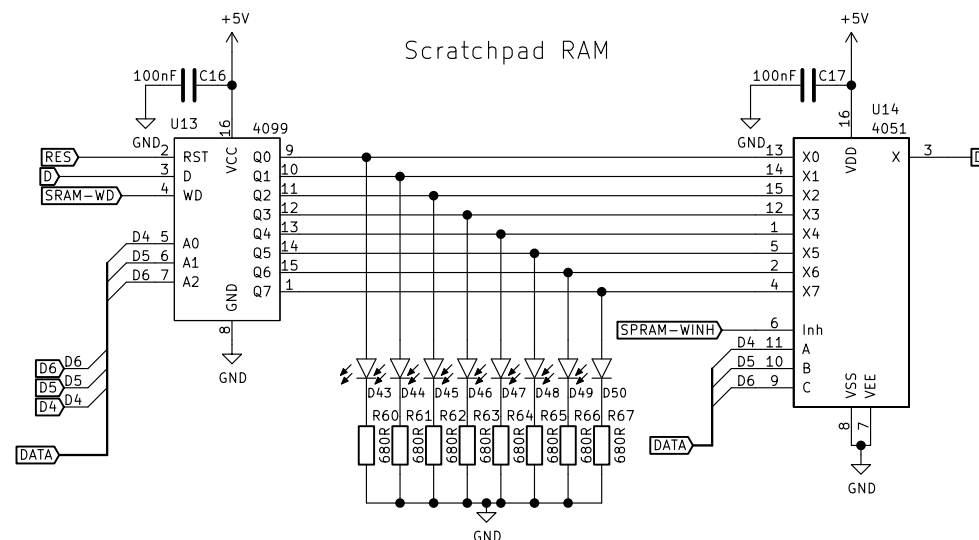 +5V
+5V
Scratchpad RAM
100nF
C16
100nF
C17
GND
U13
16
VCC
4099
GND
U14
16
VDD
4051
RES
2
RST
Q0
9
13
X0
X
3
D
3
D
Q1
10
14
X1
SRAM-WD
4
WD
Q2
11
15
X2
Q3
12
12
X3
D4
5
A0
Q4
13
1
X4
D5
6
A1
Q5
14
5
X5
D6
7
A2
Q6
15
2
X6
GND
Q7
1
4
X7
8
GND
SPRAM-WINH
6
Inh
D4
11
A
D5
10
B
D6
9
C
D6
D6
D5
D5
D4
D4
DATA
D43
D44
D45
D46
D47
D48
D49
D50
VSS
VEE
R60
R61
R62
R63
R64
R65
R66
R67
680R
680R
680R
680R
680R
680R
680R
680R
8
7
DATA
GND
GND